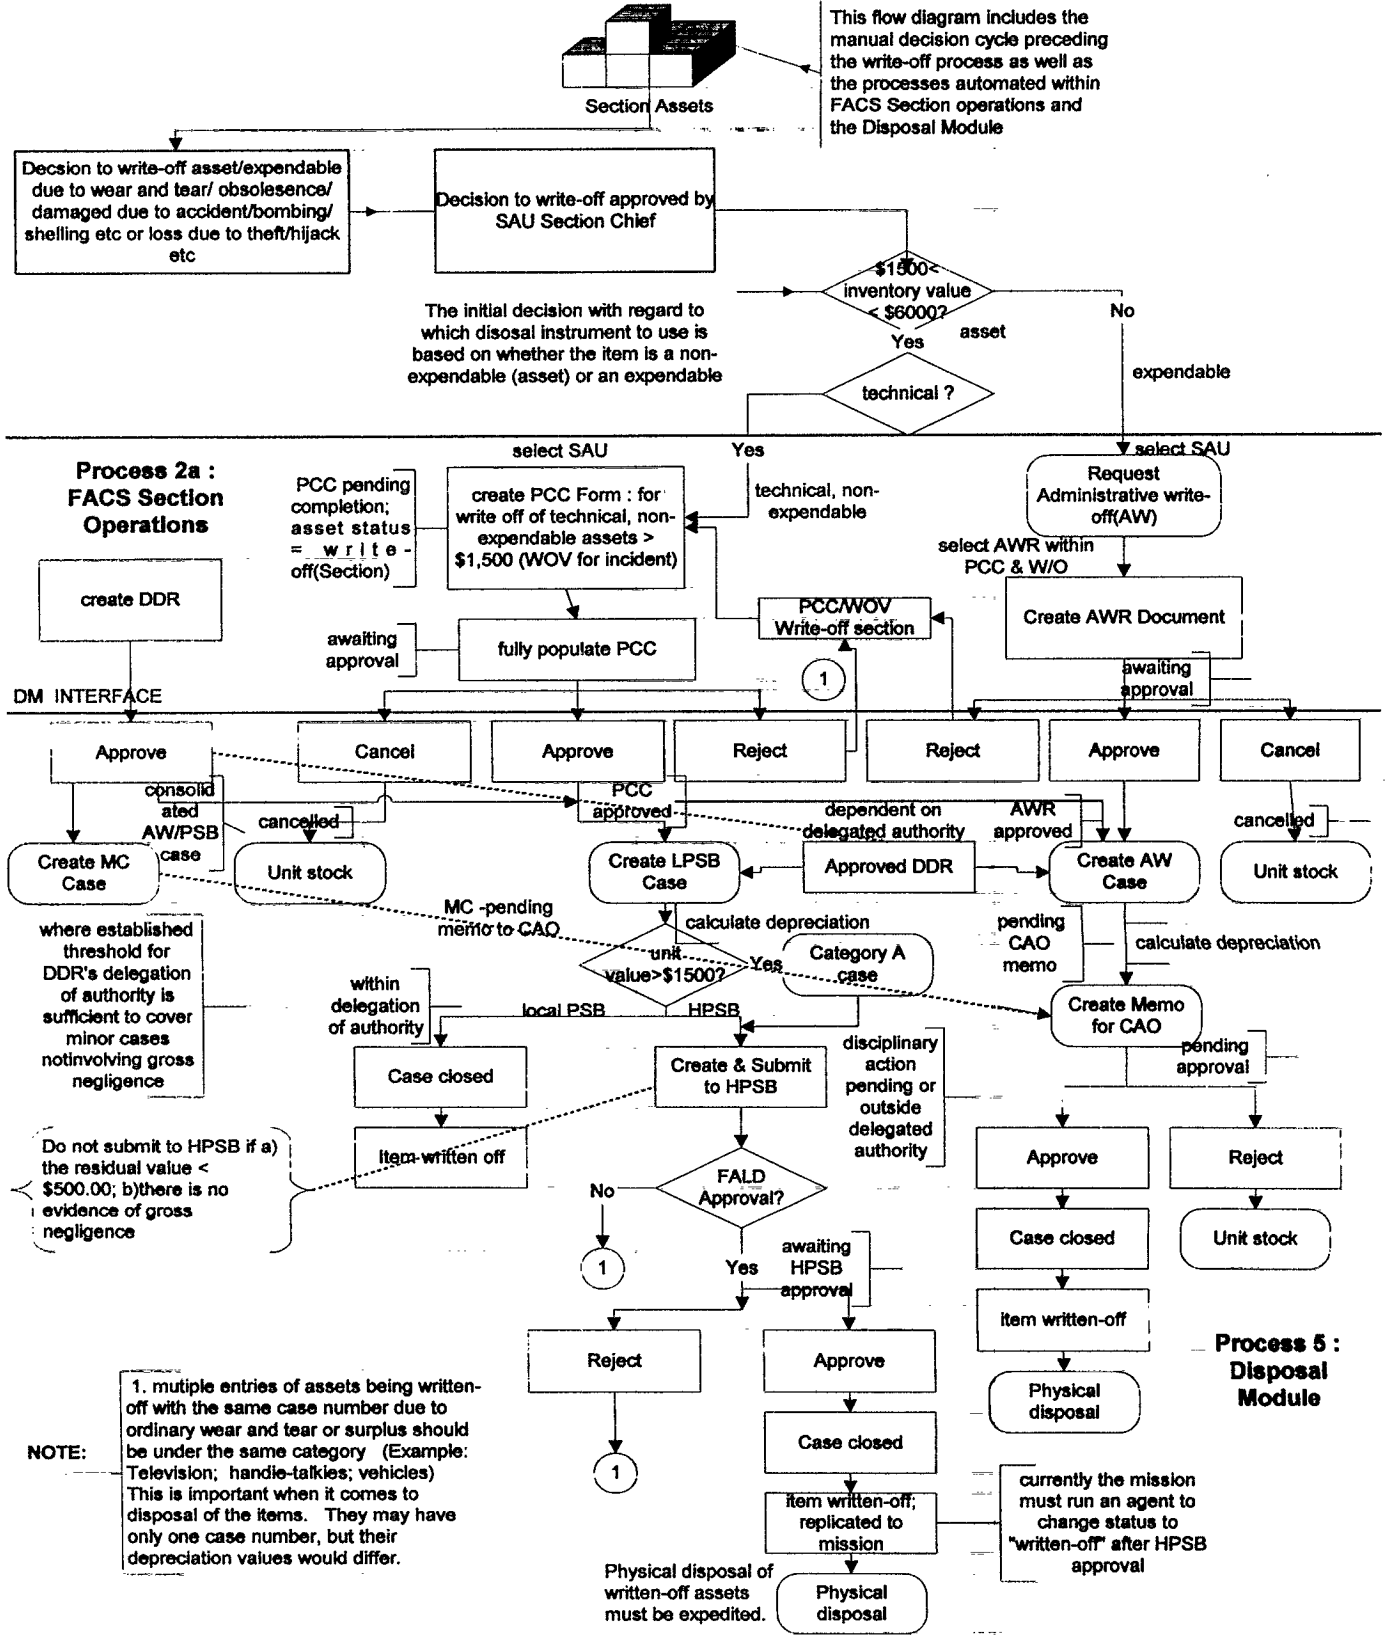 This flow diagram includes the
manual decision cycle preceding
the write-off process as well as
the processes automated within
FACS Section operations and
the Disposal Module
Section Assets
Decsion to write-off asset/expendable
due to wear and tear/ obsolesence/
damaged due to accident/bombing/
shelling etc or loss due to theft/hijack
etc
Decision to write-off approved by
SAU Section Chief
$1500<
inventory value
< $6000?
The initial decision with regard to
which disosal instrument to use is
based on whether the item is a non-
expendable (asset) or an expendable
No
asset
Yes
expendable
technical ?
Process 2a :
FACS Section
Operations
select SAU
Yes
select SAU
PCC pending
completion;
asset status
= write-
off(Section)
create PCC Form : for
write off of technical, non-
expendable assets >
$1,500 (WOV for incident)
technical, non-
expendable
Request
Administrative write-
off(AW)
select AWR within
PCC & W/O
create DDR
PCC/WOV
Write-off section
Create AWR Document
awaiting
approval
fully populate PCC
1
awaiting
approval
DM INTERFACE
Approve
Cancel
Approve
Reject
Reject
Approve
Cancel
consolid
ated
AW/PSB
case
cancelled
PCC
approved
dependent on
delegated authority
AWR
approved
cancelled
Create MC
Case
Unit stock
Create LPSB
Case
Approved DDR
Create AW
Case
Unit stock
MC -pending
memo to CAO
calculate depreciation
pending
CAO
memo
calculate depreciation
where established
threshold for
DDR's delegation
of authority is
sufficient to cover
minor cases
notinvolving gross
negligence
unit
value>$1500?
Yes
Category A
case
within
delegation
of authority
local PSB
HPSB
Create Memo
for CAO
Case closed
Create & Submit
to HPSB
disciplinary
action
pending or
outside
delegated
authority
pending
approval
Do not submit to HPSB if a)
the residual value <
$500.00; b)there is no
evidence of gross
negligence
Item written off
FALD
Approval?
Approve
Reject
No
Case closed
Unit stock
1
Yes
awaiting
HPSB
approval
item written-off
Reject
Approve
Process 5 :
Disposal
Module
Physical
disposal
NOTE:
1. mutiple entries of assets being written-
off with the same case number due to
ordinary wear and tear or surplus should
be under the same category (Example:
Television; handie-talkies; vehicles)
This is important when it comes to
disposal of the items. They may have
only one case number, but their
depreciation values would differ.
Case closed
1
item written-off;
replicated to
mission
currently the mission
must run an agent to
change status to
"written-off" after HPSB
approval
Physical disposal of
written-off assets
must be expedited.
Physical
disposal